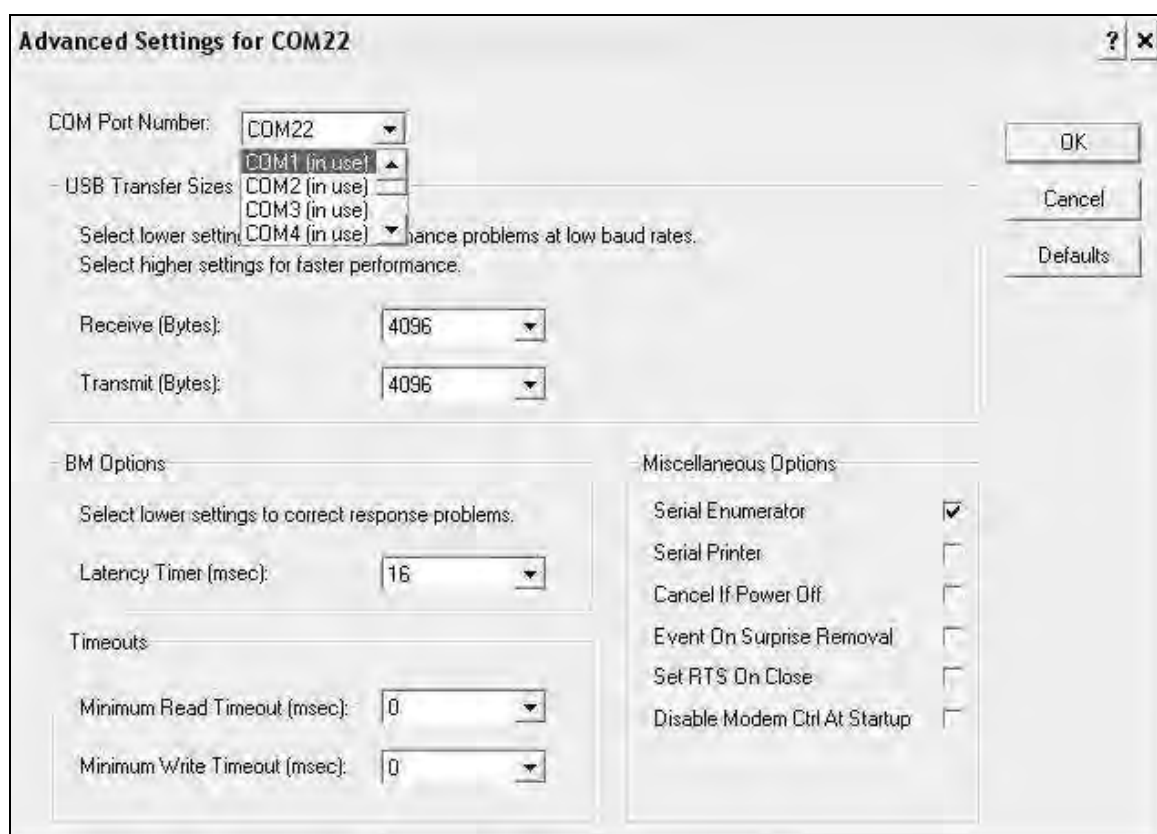 Advanced Settings for COM22
? ×
COM Port Number: COM22
COM1 (in use)
COM2 (in use)
COM3 (in use)
COM4 (in use)
OK
Cancel
Defaults
USB Transfer Sizes
Select lower settin mance problems at low baud rates.
Select higher settings for faster performance.
Receive (Bytes): 4096
Transmit (Bytes): 4096
BM Options
Select lower settings to correct response problems.
Latency Timer (msec): 16
Timeouts
Minimum Read Timeout (msec): 0
Minimum Write Timeout (msec): 0
Miscellaneous Options
Serial Enumerator
Serial Printer
Cancel If Power Off
Event On Surprise Removal
Set RTS On Close
Disable Modem Ctrl At Startup